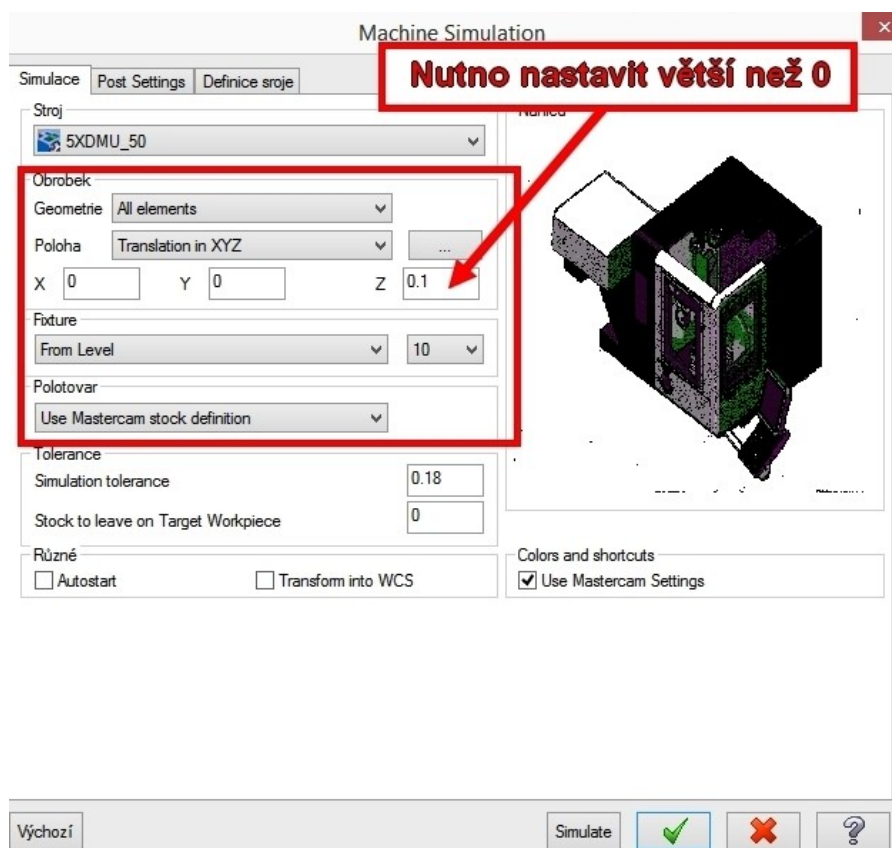 Machine Simulation
Nutno nastavit větší než 0
Simulace Post Settings Definice sroje
Stroj
5XDMU_50
Obrobek
Geometrie All elements
Poloha Translation in XYZ ...
X 0 Y 0 Z 0.1
Fixture
From Level 10
Polotovar
Use Mastercam stock definition
Tolerance
Simulation tolerance 0.18
Stock to leave on Target Workpiece 0
Různé
Autostart Transform into WCS
Náhled
Colors and shortcuts
Use Mastercam Settings
Výchozí Simulate